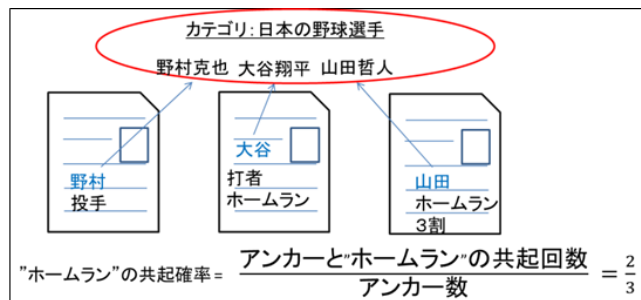 カテゴリ:日本の野球選手
野村克也 大谷翔平 山田哲人
野村
投手
大谷
打者
ホームラン
山田
ホームラン
3割
"ホームラン"の共起確率= アンカーと"ホームラン"の共起回数 / アンカー数 = 2/3